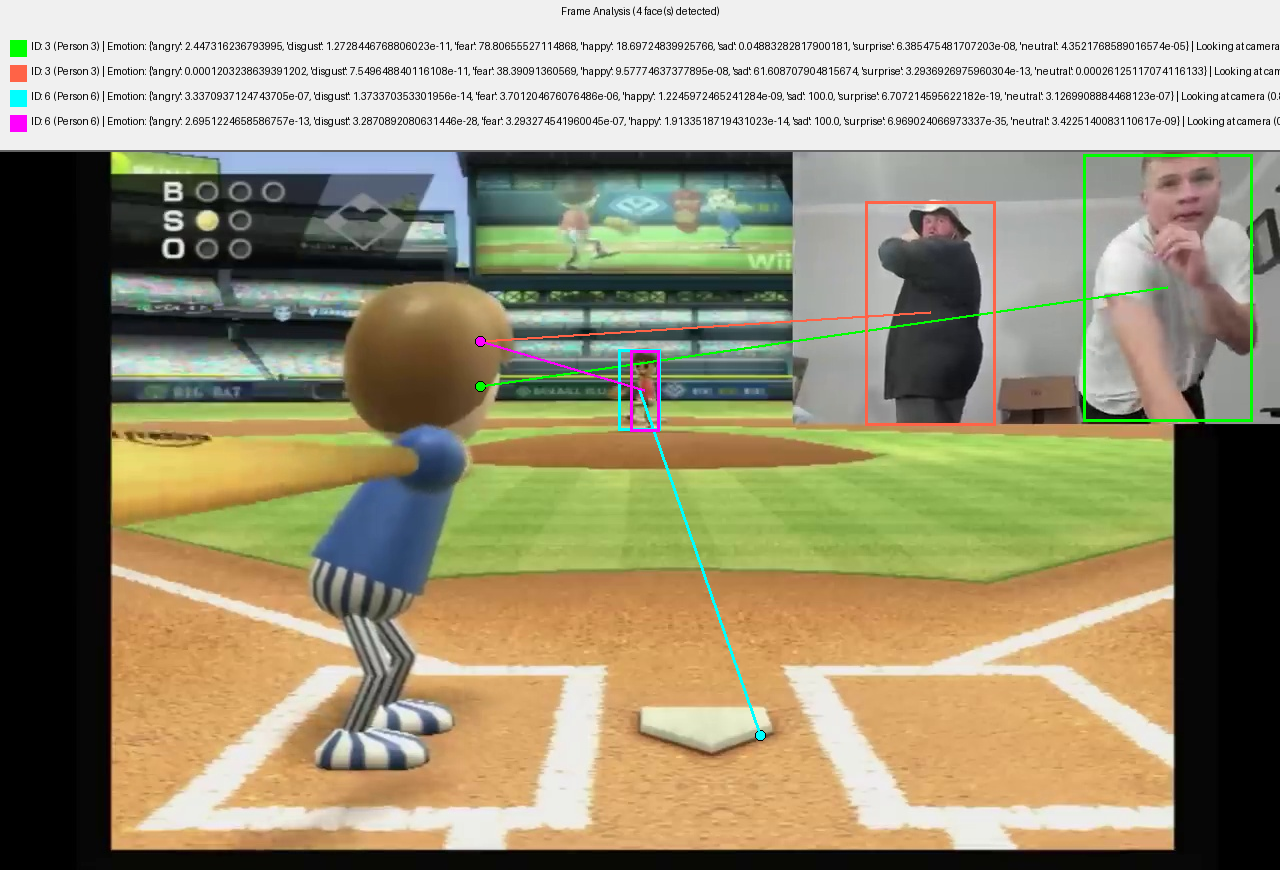 Frame Analysis (4 face(s) detected)
ID: 3 (Person 3) | Emotion: {'angry': 2.447316236793995, 'disgust': 1.2728446768806023e-11, 'fear': 78.80655527114868, 'happy': 18.69724839925766, 'sad': 0.04883282817900181, 'surprise': 6.385475481707203e-08, 'neutral': 4.3521768589016574e-05} | Looking at camera
ID: 3 (Person 3) | Emotion: {'angry': 0.0001203238639391202, 'disgust': 7.549648840116108e-11, 'fear': 38.39091360569, 'happy': 9.57774637377895e-08, 'sad': 61.608707904815674, 'surprise': 3.2936926975960304e-13, 'neutral': 0.00026125117074116133} | Looking at cam
ID: 6 (Person 6) | Emotion: {'angry': 3.3370937124743705e-07, 'disgust': 1.373370353301956e-14, 'fear': 3.701204676076486e-06, 'happy': 1.2245972465241284e-09, 'sad': 100.0, 'surprise': 6.707214595622182e-19, 'neutral': 3.1269908884468123e-07} | Looking at camera (0.
ID: 6 (Person 6) | Emotion: {'angry': 2.6951224658586757e-13, 'disgust': 3.2870892080631446e-28, 'fear': 3.293274541960045e-07, 'happy': 1.9133518719431023e-14, 'sad': 100.0, 'surprise': 6.969024066973337e-35, 'neutral': 3.4225140083110617e-09} | Looking at camera (0
B
S
O
Wii
BIG BAT